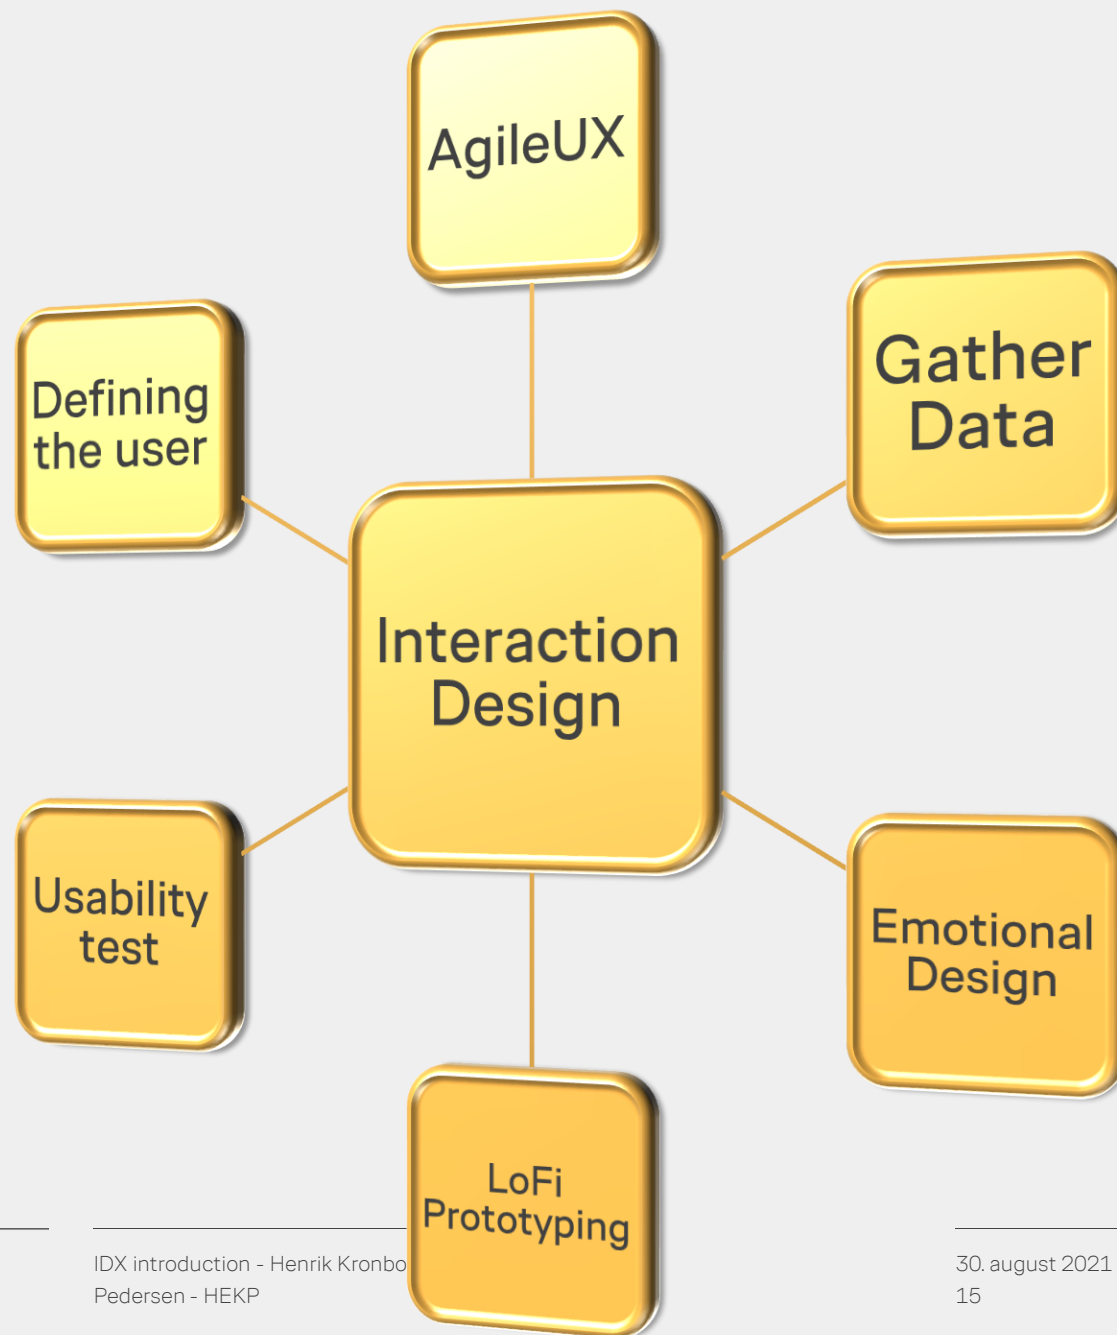 AgileUX
Gather
Data
Defining
the user
Interaction
Design
Usability
test
Emotional
Design
LoFi
Prototyping
IDX introduction - Henrik
Pedersen - HEKP
30. august 2021
15